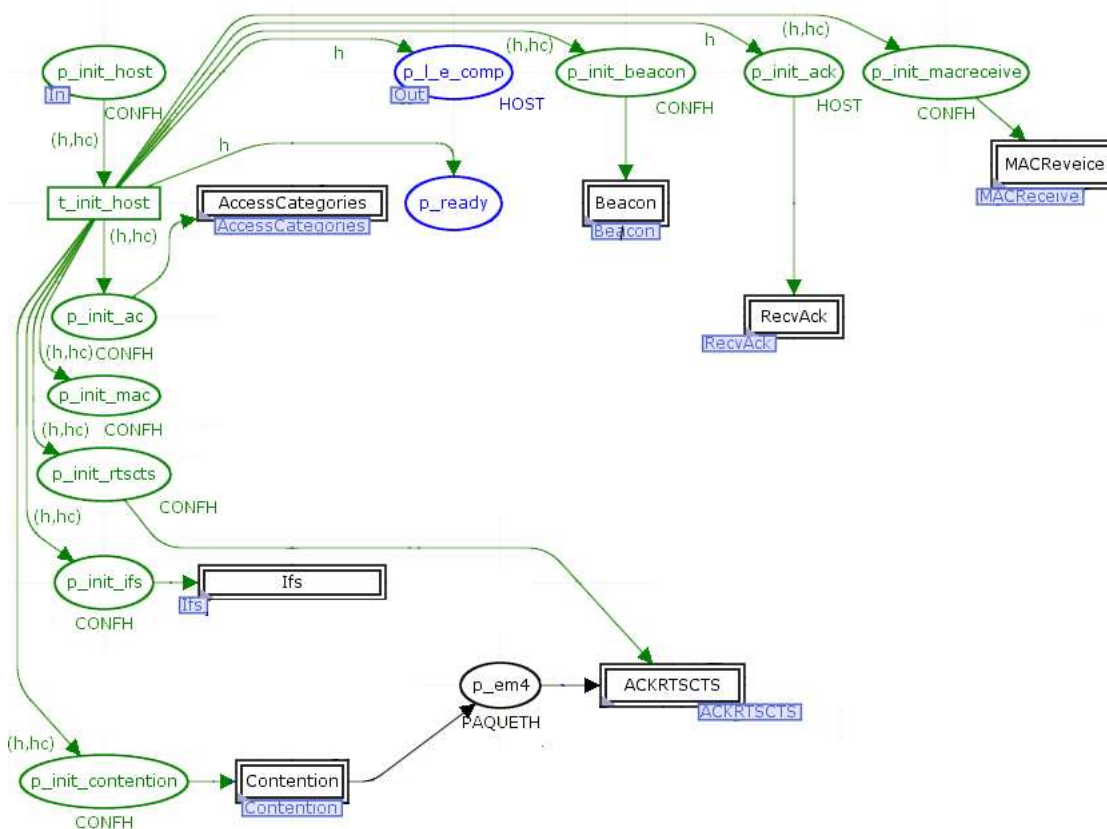 (h,hc)
h
h
(h,hc)
p_init_host
p_l_e_comp
p_init_beacon
p_init_ack
p_init_macreceive
In
Out
CONFH
HOST
CONFH
HOST
CONFH
(h,hc)
h
MACReveice
MACReceive
t_init_host
AccessCategories
AccessCategories
p_ready
Beacon
Beacon
(h,hc)
p_init_ac
RecvAck
RecvAck
(h,hc)
CONFH
p_init_mac
(h,hc)
CONFH
p_init_rtscts
CONFH
(h,hc)
p_init_ifs
Ifs
Ifs
CONFH
p_em4
ACKRTSCTS
ACKRTSCTS
PAQUETH
(h,hc)
p_init_contention
Contention
Contention
CONFH